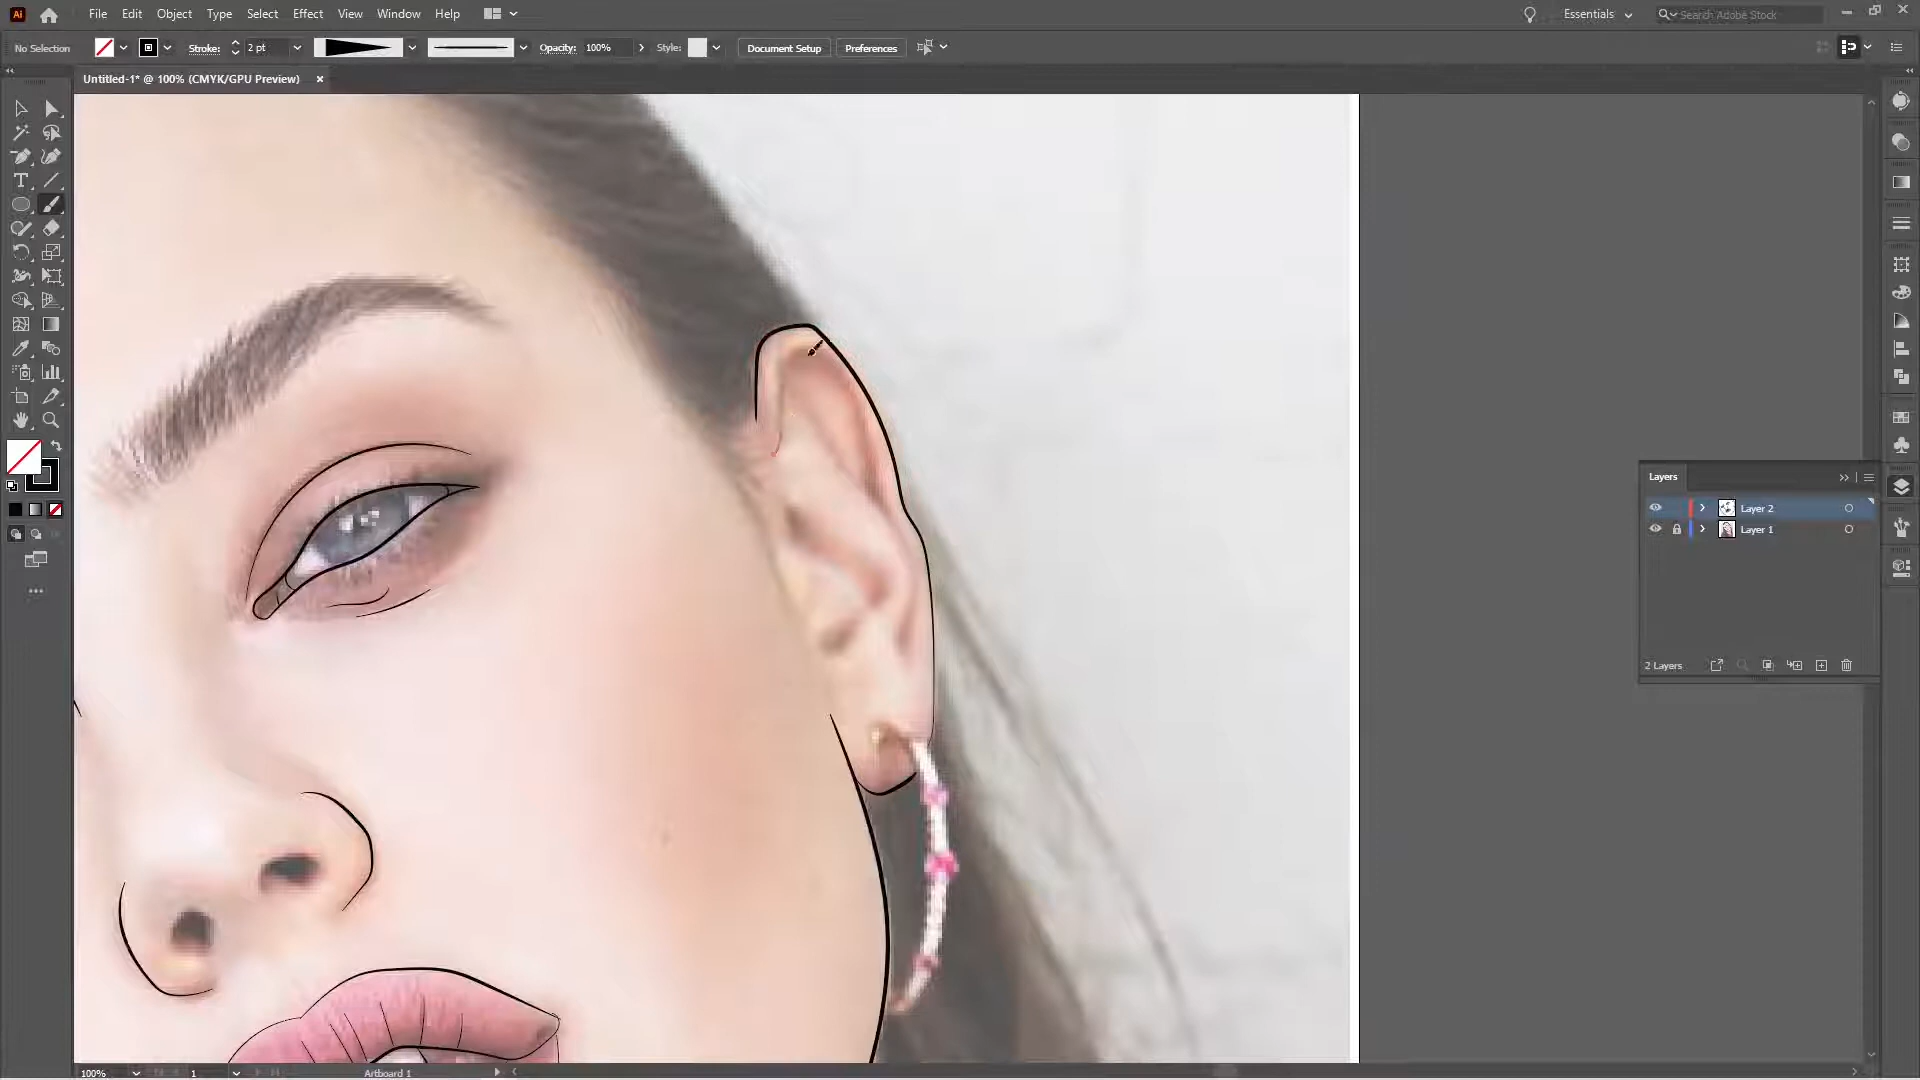 Ai File Edit Object Type Select Effect View Window Help Essentials Search Adobe Stock
No Selection Stroke: 2 pt Opacity: 100% Style: Document Setup Preferences
Untitled-1* @ 100% (CMYK/GPU Preview) ×
Layers
Layer 2
Layer 1
2 Layers
100% 1 Artboard 1